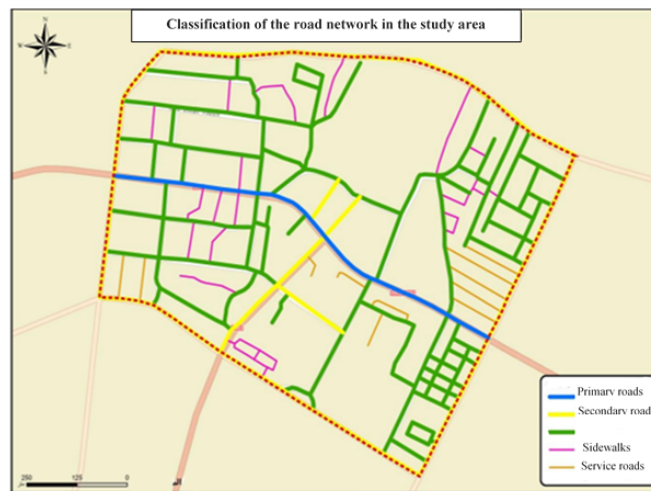 Classification of the road network in the study area
N
W
E
S
Primary roads
Secondary road
Sidewalks
Service roads
250
125
0